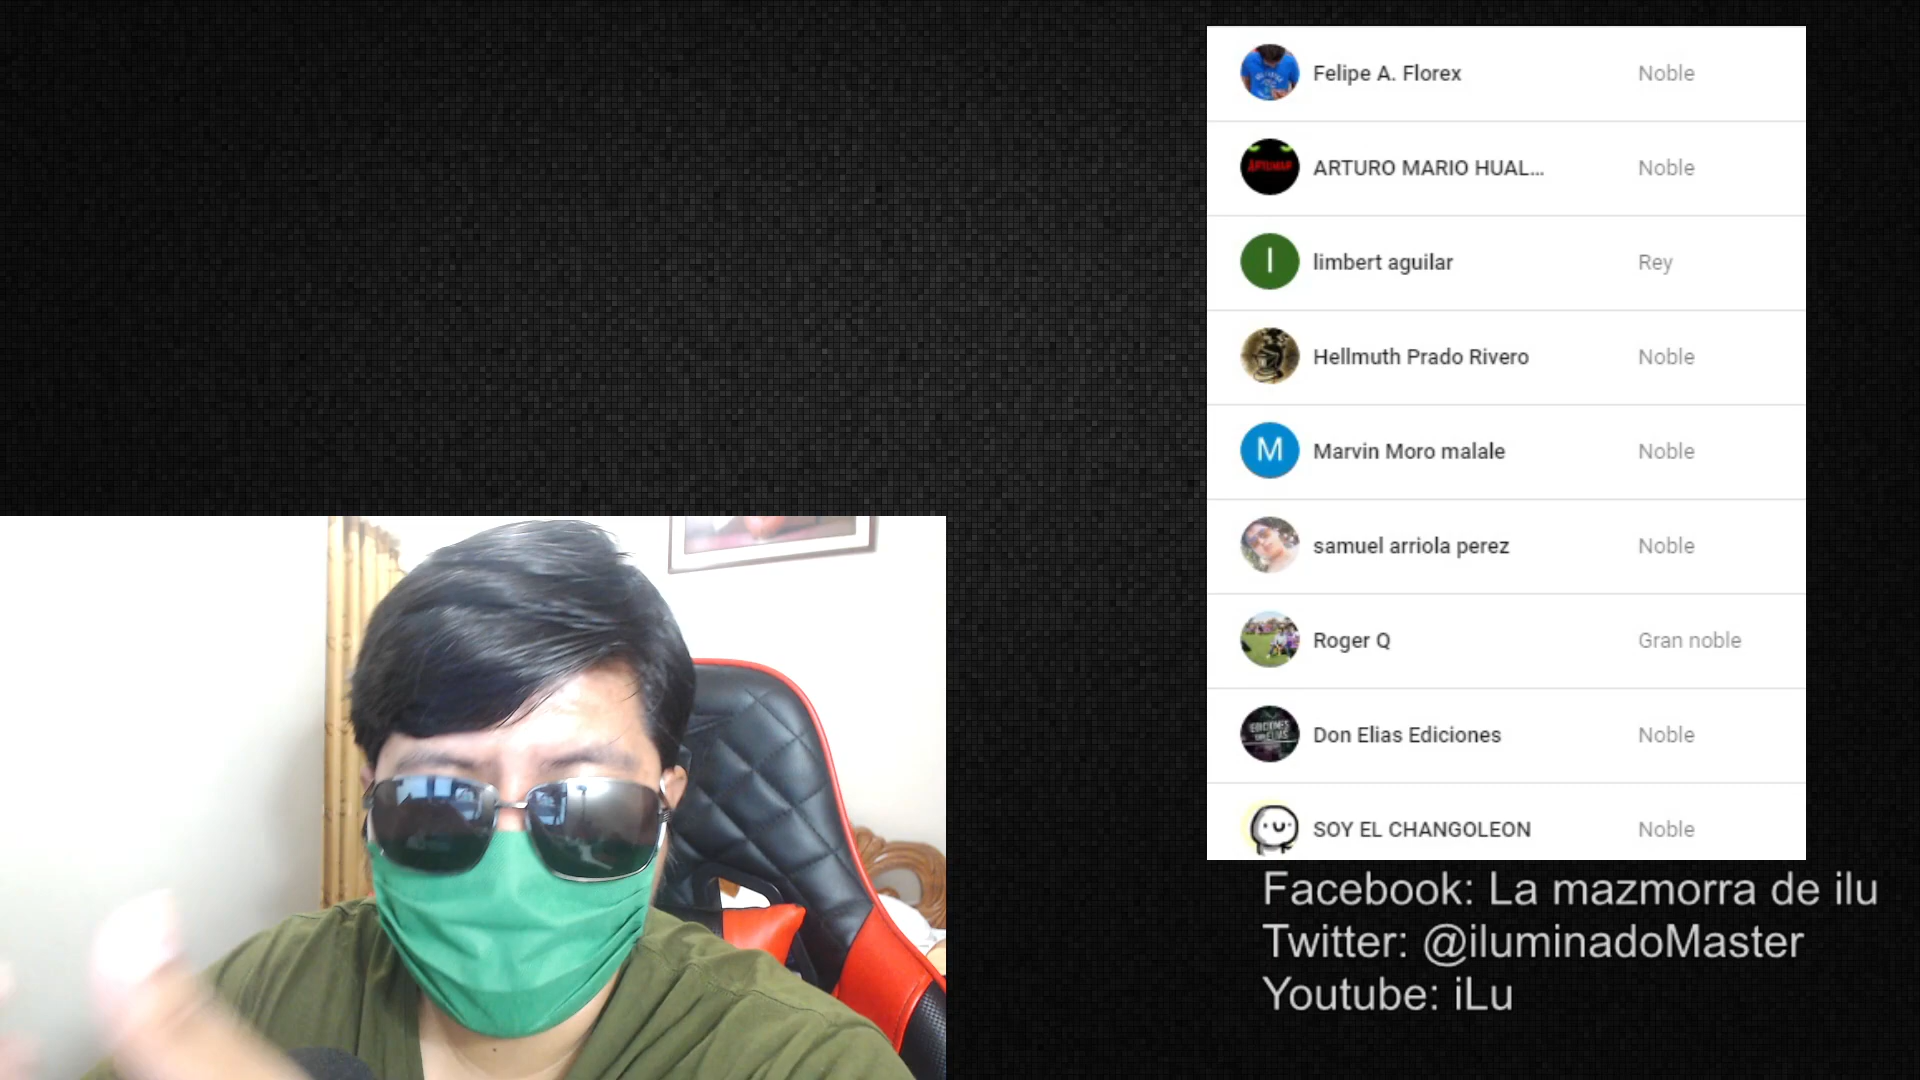 Felipe A. Florex Noble
ARTUMAR
ARTURO MARIO HUAL... Noble
l
limbert aguilar Rey
Hellmuth Prado Rivero Noble
M
Marvin Moro malale Noble
samuel arriola perez Noble
Roger Q Gran noble
EDICIONES
Don Elias Ediciones Noble
SOY EL CHANGOLEON Noble
Facebook: La mazmorra de ilu
Twitter: @iluminadoMaster
Youtube: iLu